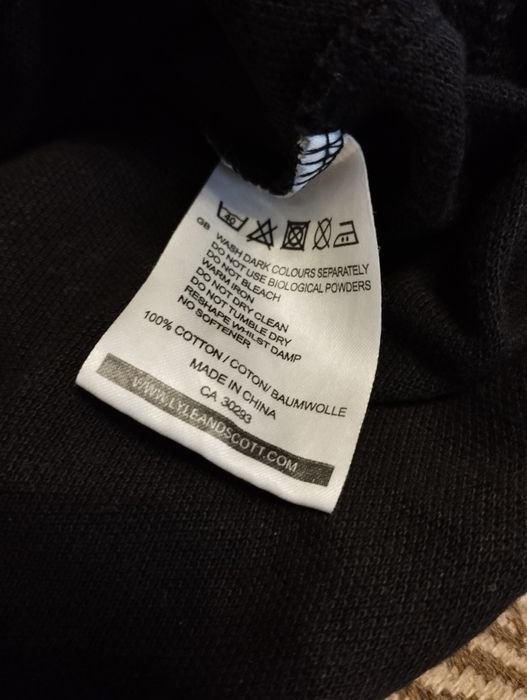 40
GB WASH DARK COLOURS SEPARATELY
DO NOT USE BIOLOGICAL POWDERS
DO NOT BLEACH
WARM IRON
DO NOT DRY CLEAN
DO NOT TUMBLE DRY
RESHAPE WHILST DAMP
NO SOFTENER
100% COTTON / COTON / BAUMWOLLE
MADE IN CHINA
CA 30293
WWW.LYLEANDSCOTT.COM